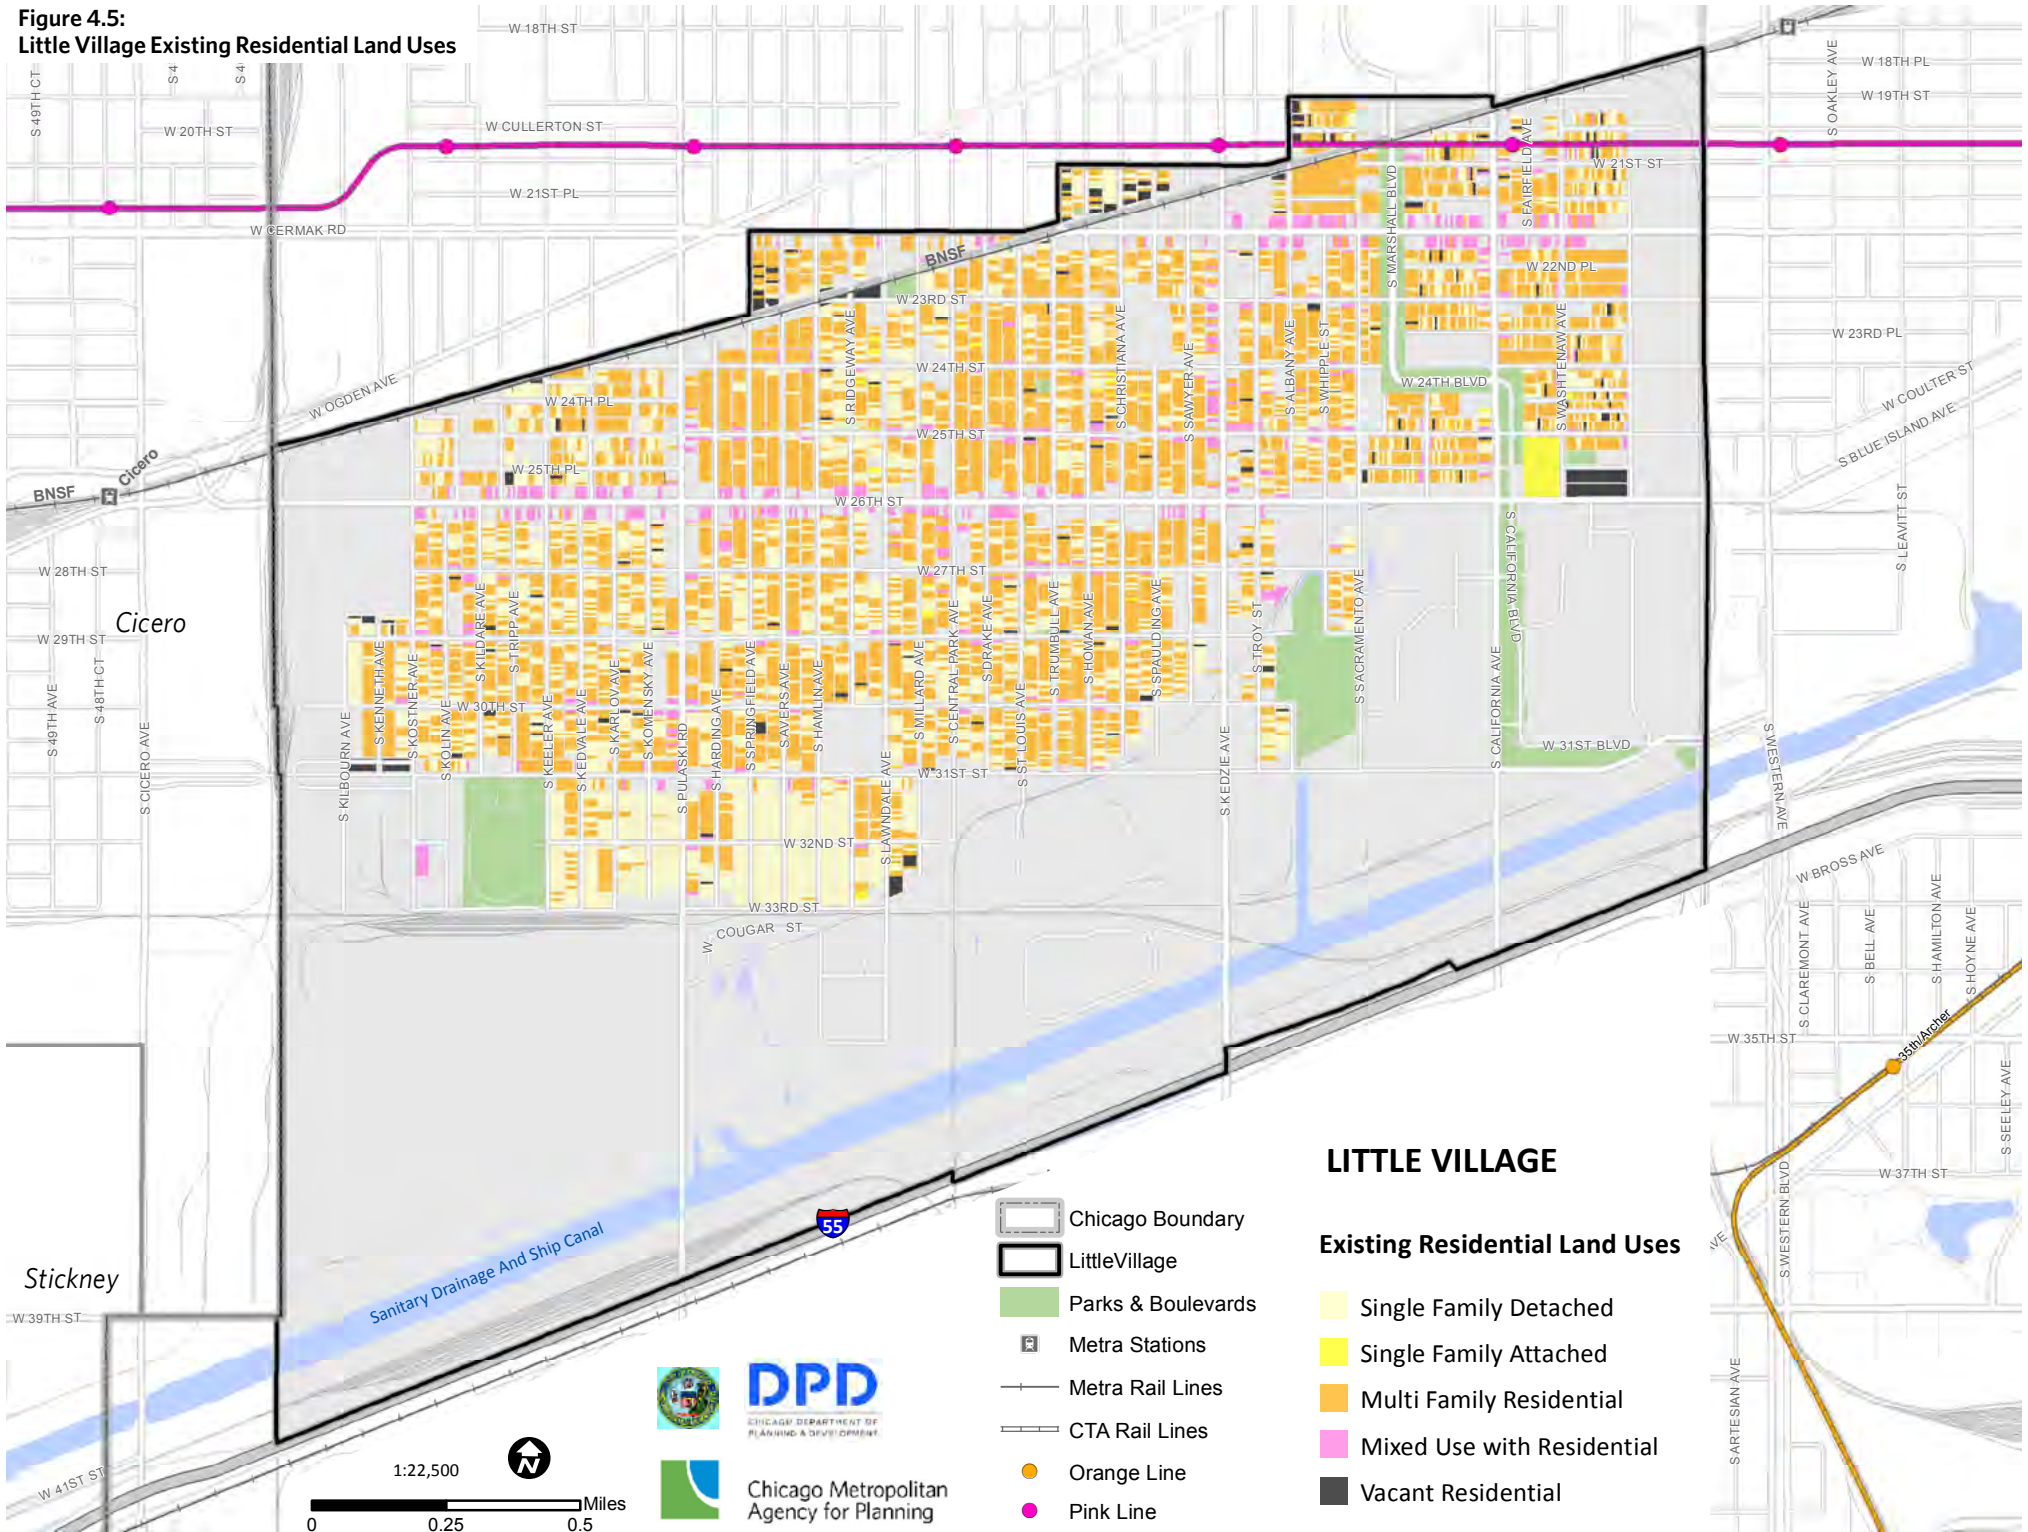 Figure 4.5:
Little Village Existing Residential Land Uses
W 18TH ST
S 49TH CT
S 4
S 4
W 20TH ST
W CULLERTON ST
W 21ST PL
W CERMAK RD
S OAKLEY AVE
W 18TH PL
W 19TH ST
W 21ST ST
S FAIRFIELD AVE
S MARSHALL BLVD
W 22ND PL
BNSF
W 23RD ST
W 23RD PL
S RIDGEWAY AVE
S CHRISTIANA AVE
S SAWYER AVE
S ALBANY AVE
S WHIPPLE ST
S WASHTENAW AVE
W 24TH ST
W 24TH BLVD
W 24TH PL
W OGDEN AVE
W COULTER ST
S BLUE ISLAND AVE
W 25TH ST
W 25TH PL
Cicero
BNSF
W 26TH ST
S LEAVITT ST
S CALIFORNIA BLVD
W 28TH ST
W 27TH ST
Cicero
W 29TH ST
S 48TH CT
S 49TH AVE
S CICERO AVE
S KILBOURN AVE
S KENNETH AVE
S KOSTNER AVE
S KOLIN AVE
S KILDARE AVE
S TRIPP AVE
W 30TH ST
S KEELER AVE
S KEDVALE AVE
S KARLOV AVE
S KOMENSKY AVE
S PULASKI RD
S HARDING AVE
S SPRINGFIELD AVE
S AVERS AVE
S HAMLIN AVE
S LAWNDALE AVE
S MILLARD AVE
S CENTRAL PARK AVE
S DRAKE AVE
S ST LOUIS AVE
S TRUMBULL AVE
S HOMAN AVE
S SPAULDING AVE
S KEDZIE AVE
S TROY ST
S SACRAMENTO AVE
S CALIFORNIA AVE
W 31ST BLVD
W 31ST ST
S WESTERN AVE
W 32ND ST
W 33RD ST
W COUGAR ST
W BROSS AVE
S CLAREMONT AVE
S BELL AVE
S HAMILTON AVE
S HOYNE AVE
W 35TH ST
35th/Archer
S SEELEY AVE
W 37TH ST
S WESTERN BLVD
AVE
S ARTESIAN AVE
Stickney
W 39TH ST
W 41ST ST
Sanitary Drainage And Ship Canal
55
LITTLE VILLAGE
Chicago Boundary
LittleVillage
Parks & Boulevards
Metra Stations
Metra Rail Lines
CTA Rail Lines
Orange Line
Pink Line
Existing Residential Land Uses
Single Family Detached
Single Family Attached
Multi Family Residential
Mixed Use with Residential
Vacant Residential
DPD
CHICAGO DEPARTMENT OF
PLANNING & DEVELOPMENT
Chicago Metropolitan
Agency for Planning
1:22,500
N
Miles
0 0.25 0.5